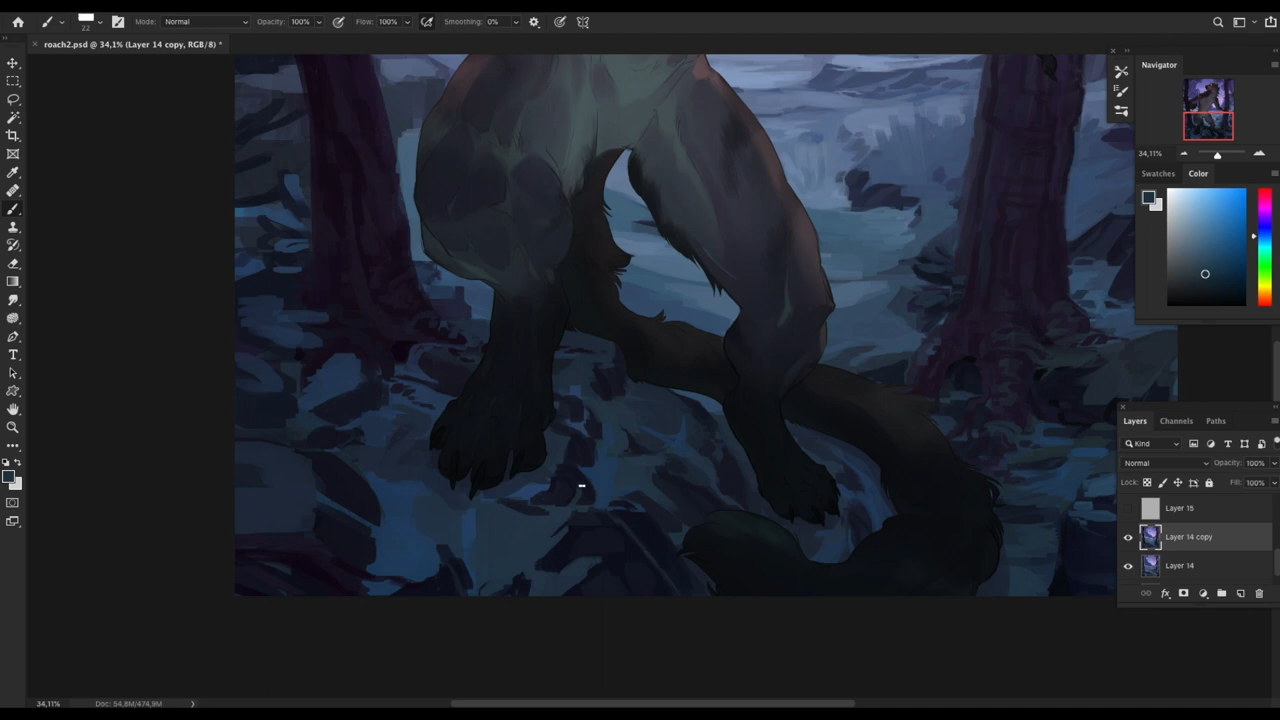 22
Mode: Normal
Opacity: 100%
Flow: 100%
Smoothing: 0%
roach2.psd @ 34,1% (Layer 14 copy, RGB/8) *
Navigator
34,11%
Swatches Color
Layers Channels Paths
Kind
Normal Opacity: 100%
Lock: Fill: 100%
Layer 15
Layer 14 copy
Layer 14
fx
T
34,11% Doc: 54,8M/474,9M